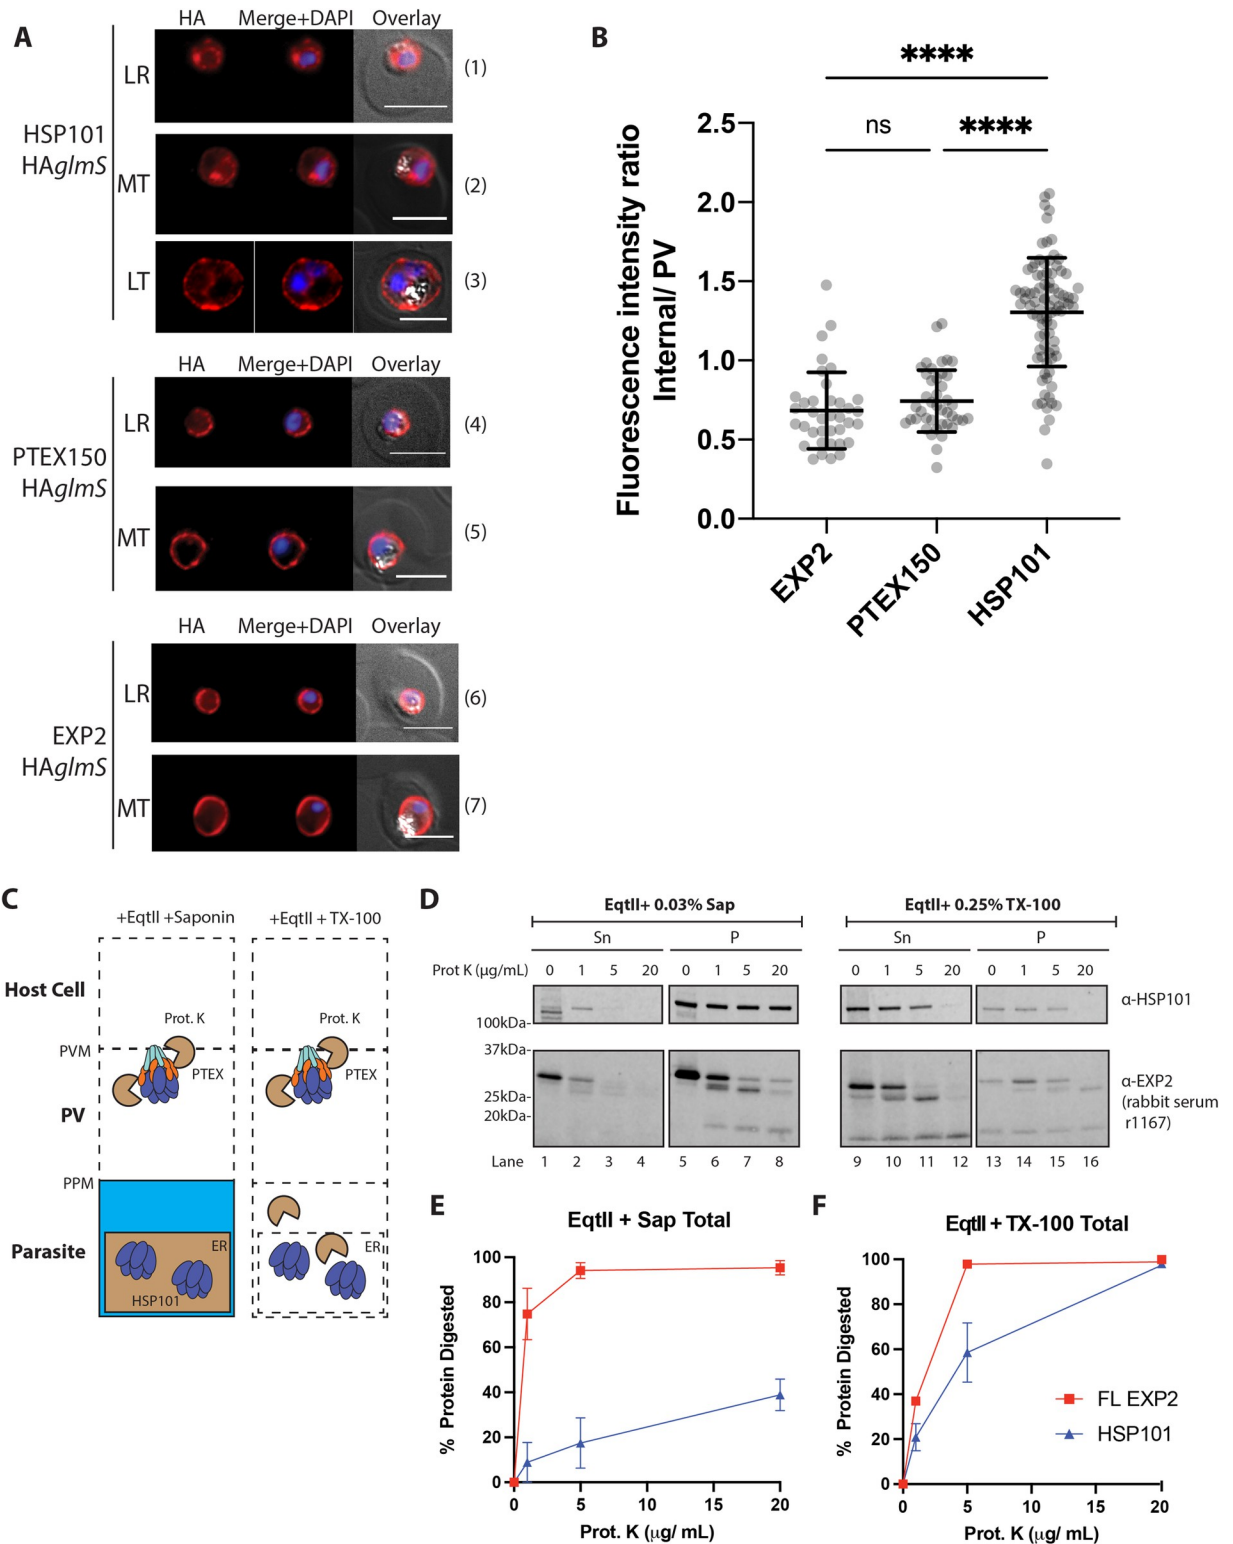 A
HA Merge+DAPI Overlay
HSP101
HAglmS
LR (1)
MT (2)
LT (3)
HA Merge+DAPI Overlay
PTEX150
HAglmS
LR (4)
MT (5)
HA Merge+DAPI Overlay
EXP2
HAglmS
LR (6)
MT (7)
B
****
ns ****
Fluorescence intensity ratio
Internal/ PV
2.5
2.0
1.5
1.0
0.5
0.0
EXP2 PTEX150 HSP101
C
+EqtII +Saponin +EqtII + TX-100
Host Cell
Prot. K Prot. K
PVM
PTEX PTEX
PV
PPM
Parasite
ER ER
HSP101
D
EqtII+ 0.03% Sap EqtII+ 0.25% TX-100
Sn P Sn P
Prot K (µg/mL) 0 1 5 20 0 1 5 20 0 1 5 20 0 1 5 20
α-HSP101
100kDa-
37kDa-
25kDa-
20kDa-
α-EXP2
(rabbit serum
r1167)
Lane 1 2 3 4 5 6 7 8 9 10 11 12 13 14 15 16
E
EqtII + Sap Total
% Protein Digested
100
80
60
40
20
0
0 5 10 15 20
Prot. K (µg/ mL)
F
EqtII + TX-100 Total
% Protein Digested
100
80
60
40
20
0
FL EXP2
HSP101
0 5 10 15 20
Prot. K (µg/ mL)